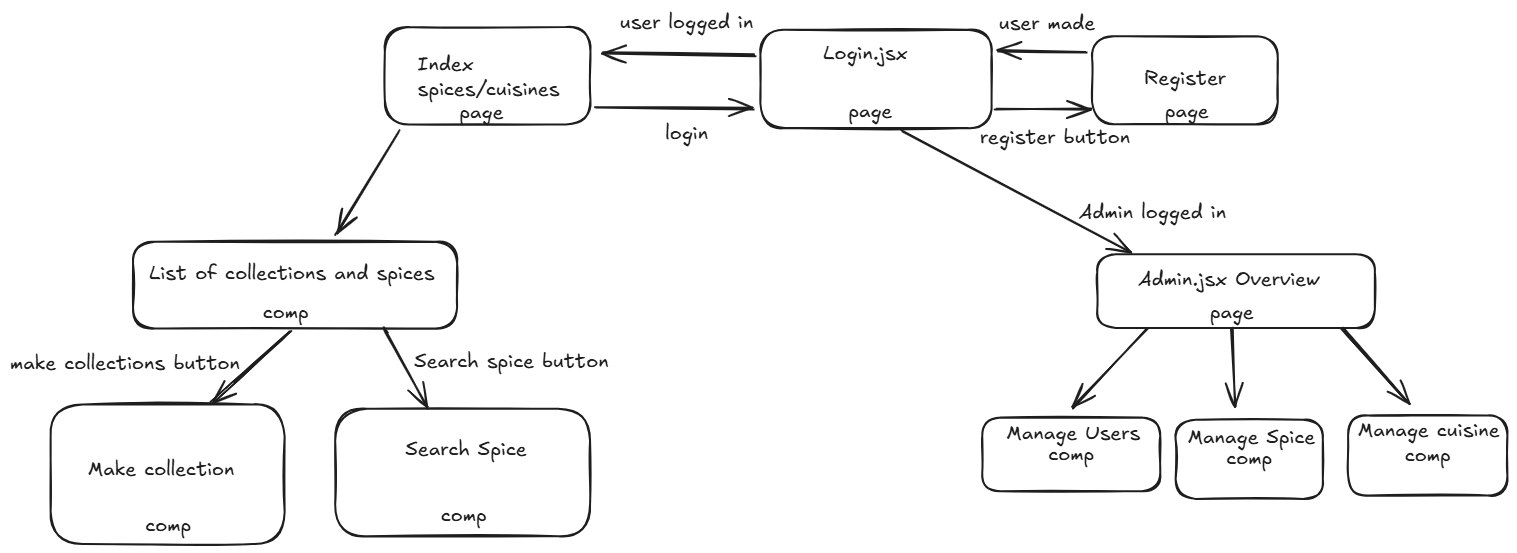 user logged in
user made
Index
spices/cuisines
page
Login.jsx
page
Register
page
login
register button
Admin logged in
List of collections and spices
comp
Admin.jsx Overview
page
make collections button
Search spice button
Make collection
comp
Search Spice
comp
Manage Users
comp
Manage Spice
comp
Manage cuisine
comp